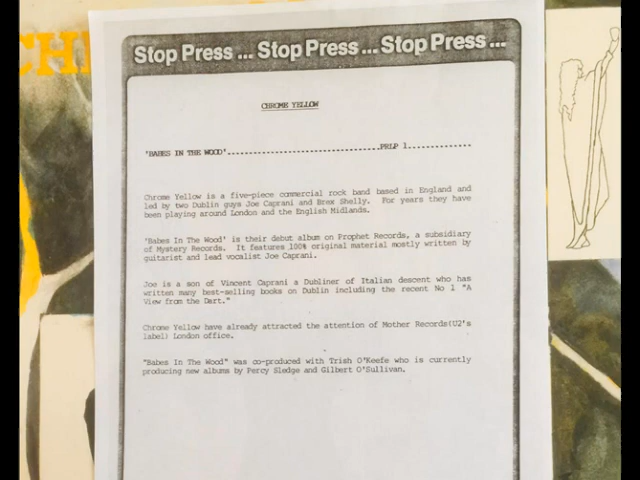 CH
Stop Press ... Stop Press ... Stop Press ...
CHROME YELLOW
'BABES IN THE WOOD'......................................PRLP 1.............
Chrome Yellow is a five-piece commercial rock band based in England and
led by two Dublin guys Joe Caprani and Brex Shelly. For years they have
been playing around London and the English Midlands.
'Babes In The Wood' is their debut album on Prophet Records, a subsidiary
of Mystery Records. It features 100% original material mostly written by
guitarist and lead vocalist Joe Caprani.
Joe is a son of Vincent Caprani a Dubliner of Italian descent who has
written many best-selling books on Dublin including the recent No 1 "A
View from the Dart."
Chrome Yellow have already attracted the attention of Mother Records(U2's
label) London office.
"Babes In The Wood" was co-produced with Trish O'Keefe who is currently
producing new albums by Percy Sledge and Gilbert O'Sullivan.